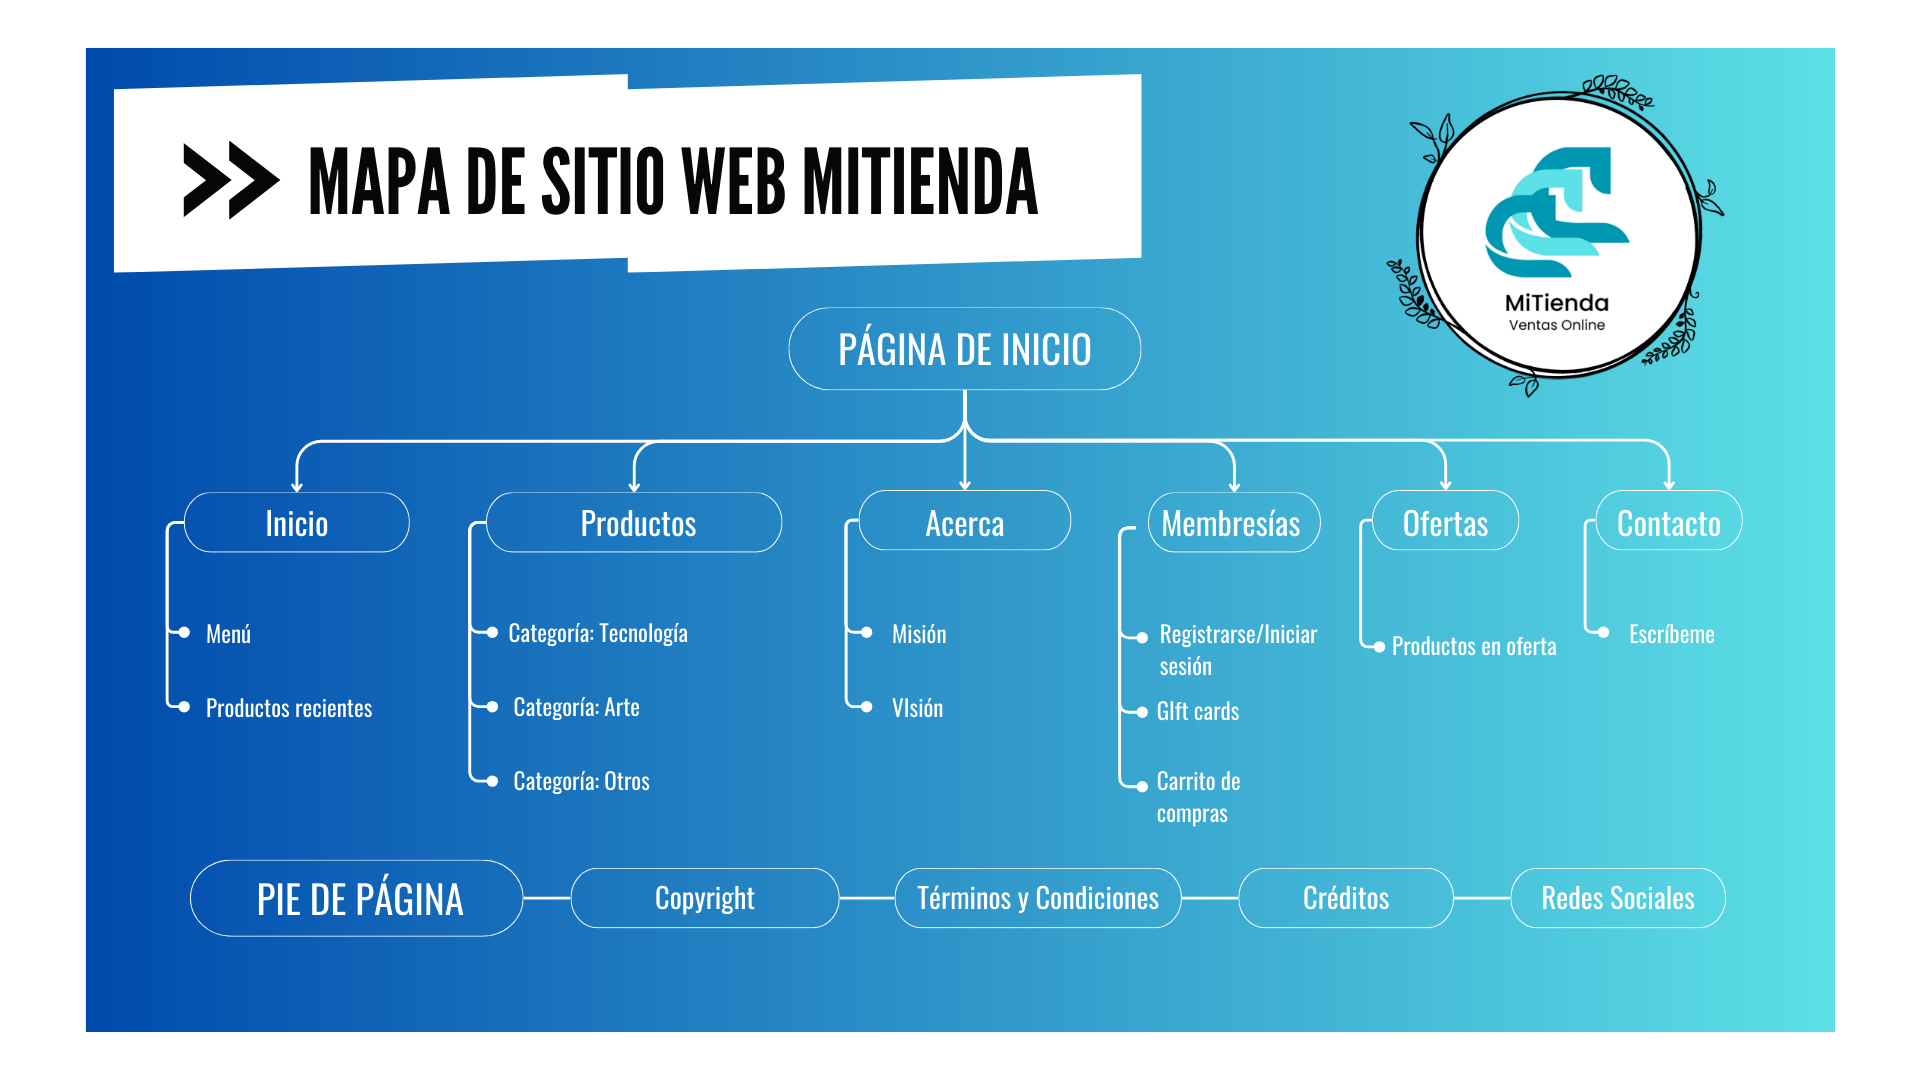 MAPA DE SITIO WEB MITIENDA
MiTienda
Ventas Online
PÁGINA DE INICIO
Inicio
Menú
Productos recientes
Productos
Categoría: Tecnología
Categoría: Arte
Categoría: Otros
Acerca
Misión
VIsión
Membresías
Registrarse/Iniciar
sesión
GIft cards
Carrito de
compras
Ofertas
Productos en oferta
Contacto
Escríbeme
PIE DE PÁGINA
Copyright
Términos y Condiciones
Créditos
Redes Sociales